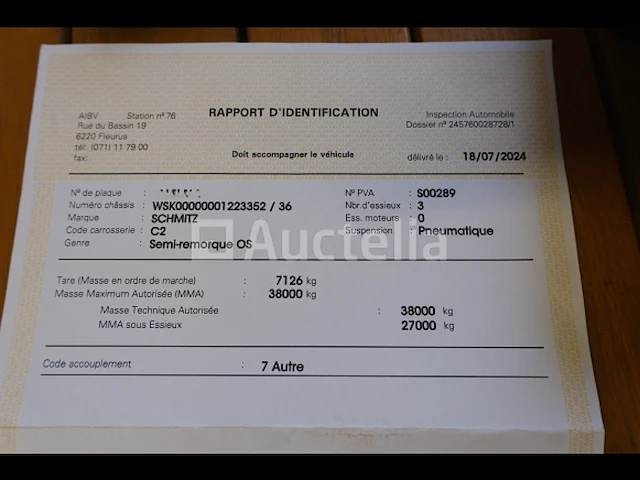 RAPPORT D'IDENTIFICATION
AIBV Station n° 76
Rue du Bassin 19
6220 Fleurus
tél: (071) 11 79 00
fax:
Inspection Automobile
Dossier n° 245760028728/1
Doit accompagner le véhicule
délivré le : 18/07/2024
N° de plaque :
N° PVA : S00289
Numéro châssis : WSK00000001223352 / 36
Nbr.d'essieux : 3
Marque : SCHMITZ
Ess. moteurs : 0
Code carrosserie : C2
Suspension : Pneumatique
Genre : Semi-remorque OS
Auctelia
Tare (Masse en ordre de marche) : 7126 kg
Masse Maximum Autorisée (MMA) : 38000 kg
Masse Technique Autorisée : 38000 kg
MMA sous Essieux 27000 kg
Code accouplement : 7 Autre